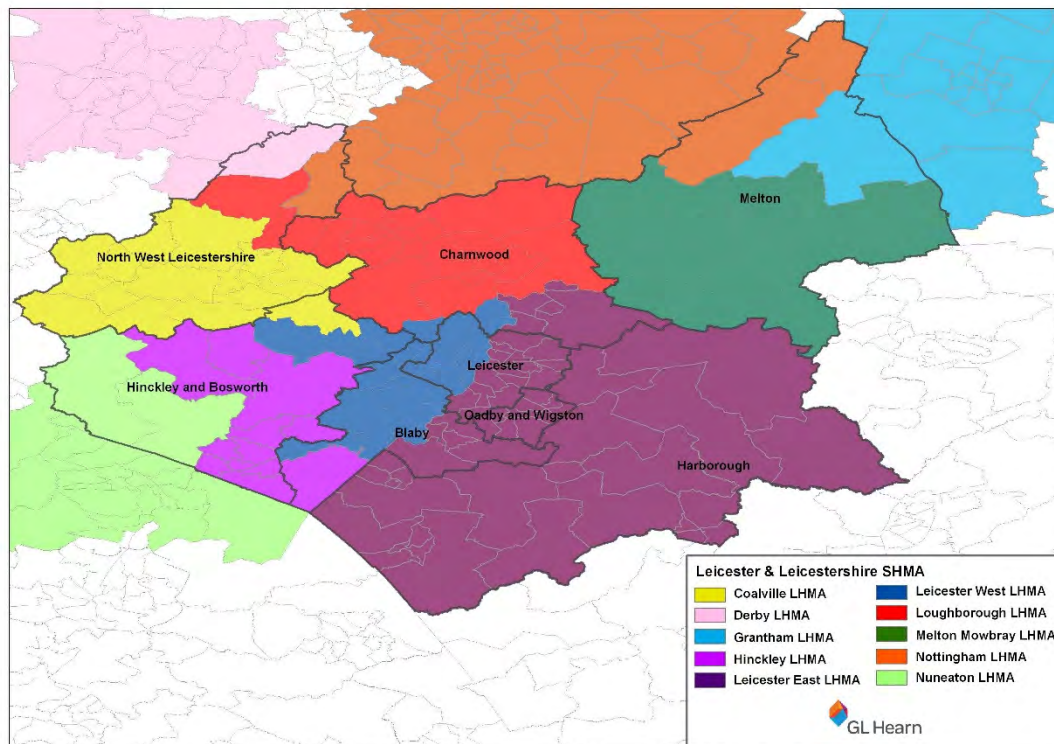 Melton
Charnwood
North West Leicestershire
Leicester
Hinckley and Bosworth
Oadby and Wigston
Blaby
Harborough
Leicester & Leicestershire SHMA
Coalville LHMA
Derby LHMA
Grantham LHMA
Hinckley LHMA
Leicester East LHMA
Leicester West LHMA
Loughborough LHMA
Melton Mowbray LHMA
Nottingham LHMA
Nuneaton LHMA
GL Hearn